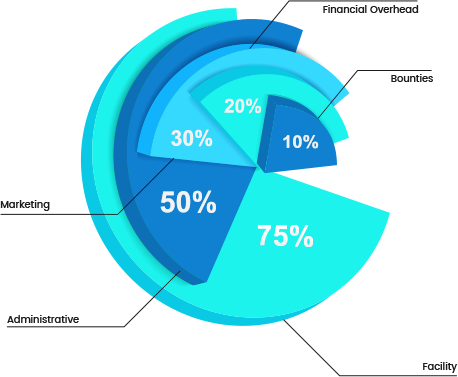 Financial Overhead
Bounties
20%
10%
30%
Marketing
50%
75%
Administrative
Facility